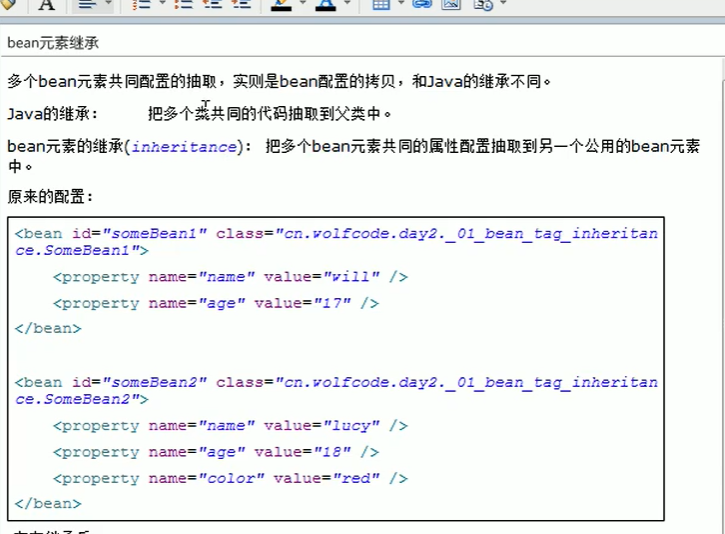 bean元素继承
多个bean元素共同配置的抽取，实则是bean配置的拷贝，和Java的继承不同。
Java的继承： 把多个类共同的代码抽取到父类中。
bean元素的继承(inheritance)： 把多个bean元素共同的属性配置抽取到另一个公用的bean元素
中。
原来的配置：
<bean id="someBean1" class="cn.wolfcode.day2._01_bean_tag_inheritan
ce.SomeBean1">
<property name="name" value="will" />
<property name="age" value="17" />
</bean>
<bean id="someBean2" class="cn.wolfcode.day2._01_bean_tag_inheritan
ce.SomeBean2">
<property name="name" value="lucy" />
<property name="age" value="18" />
<property name="color" value="red" />
</bean>